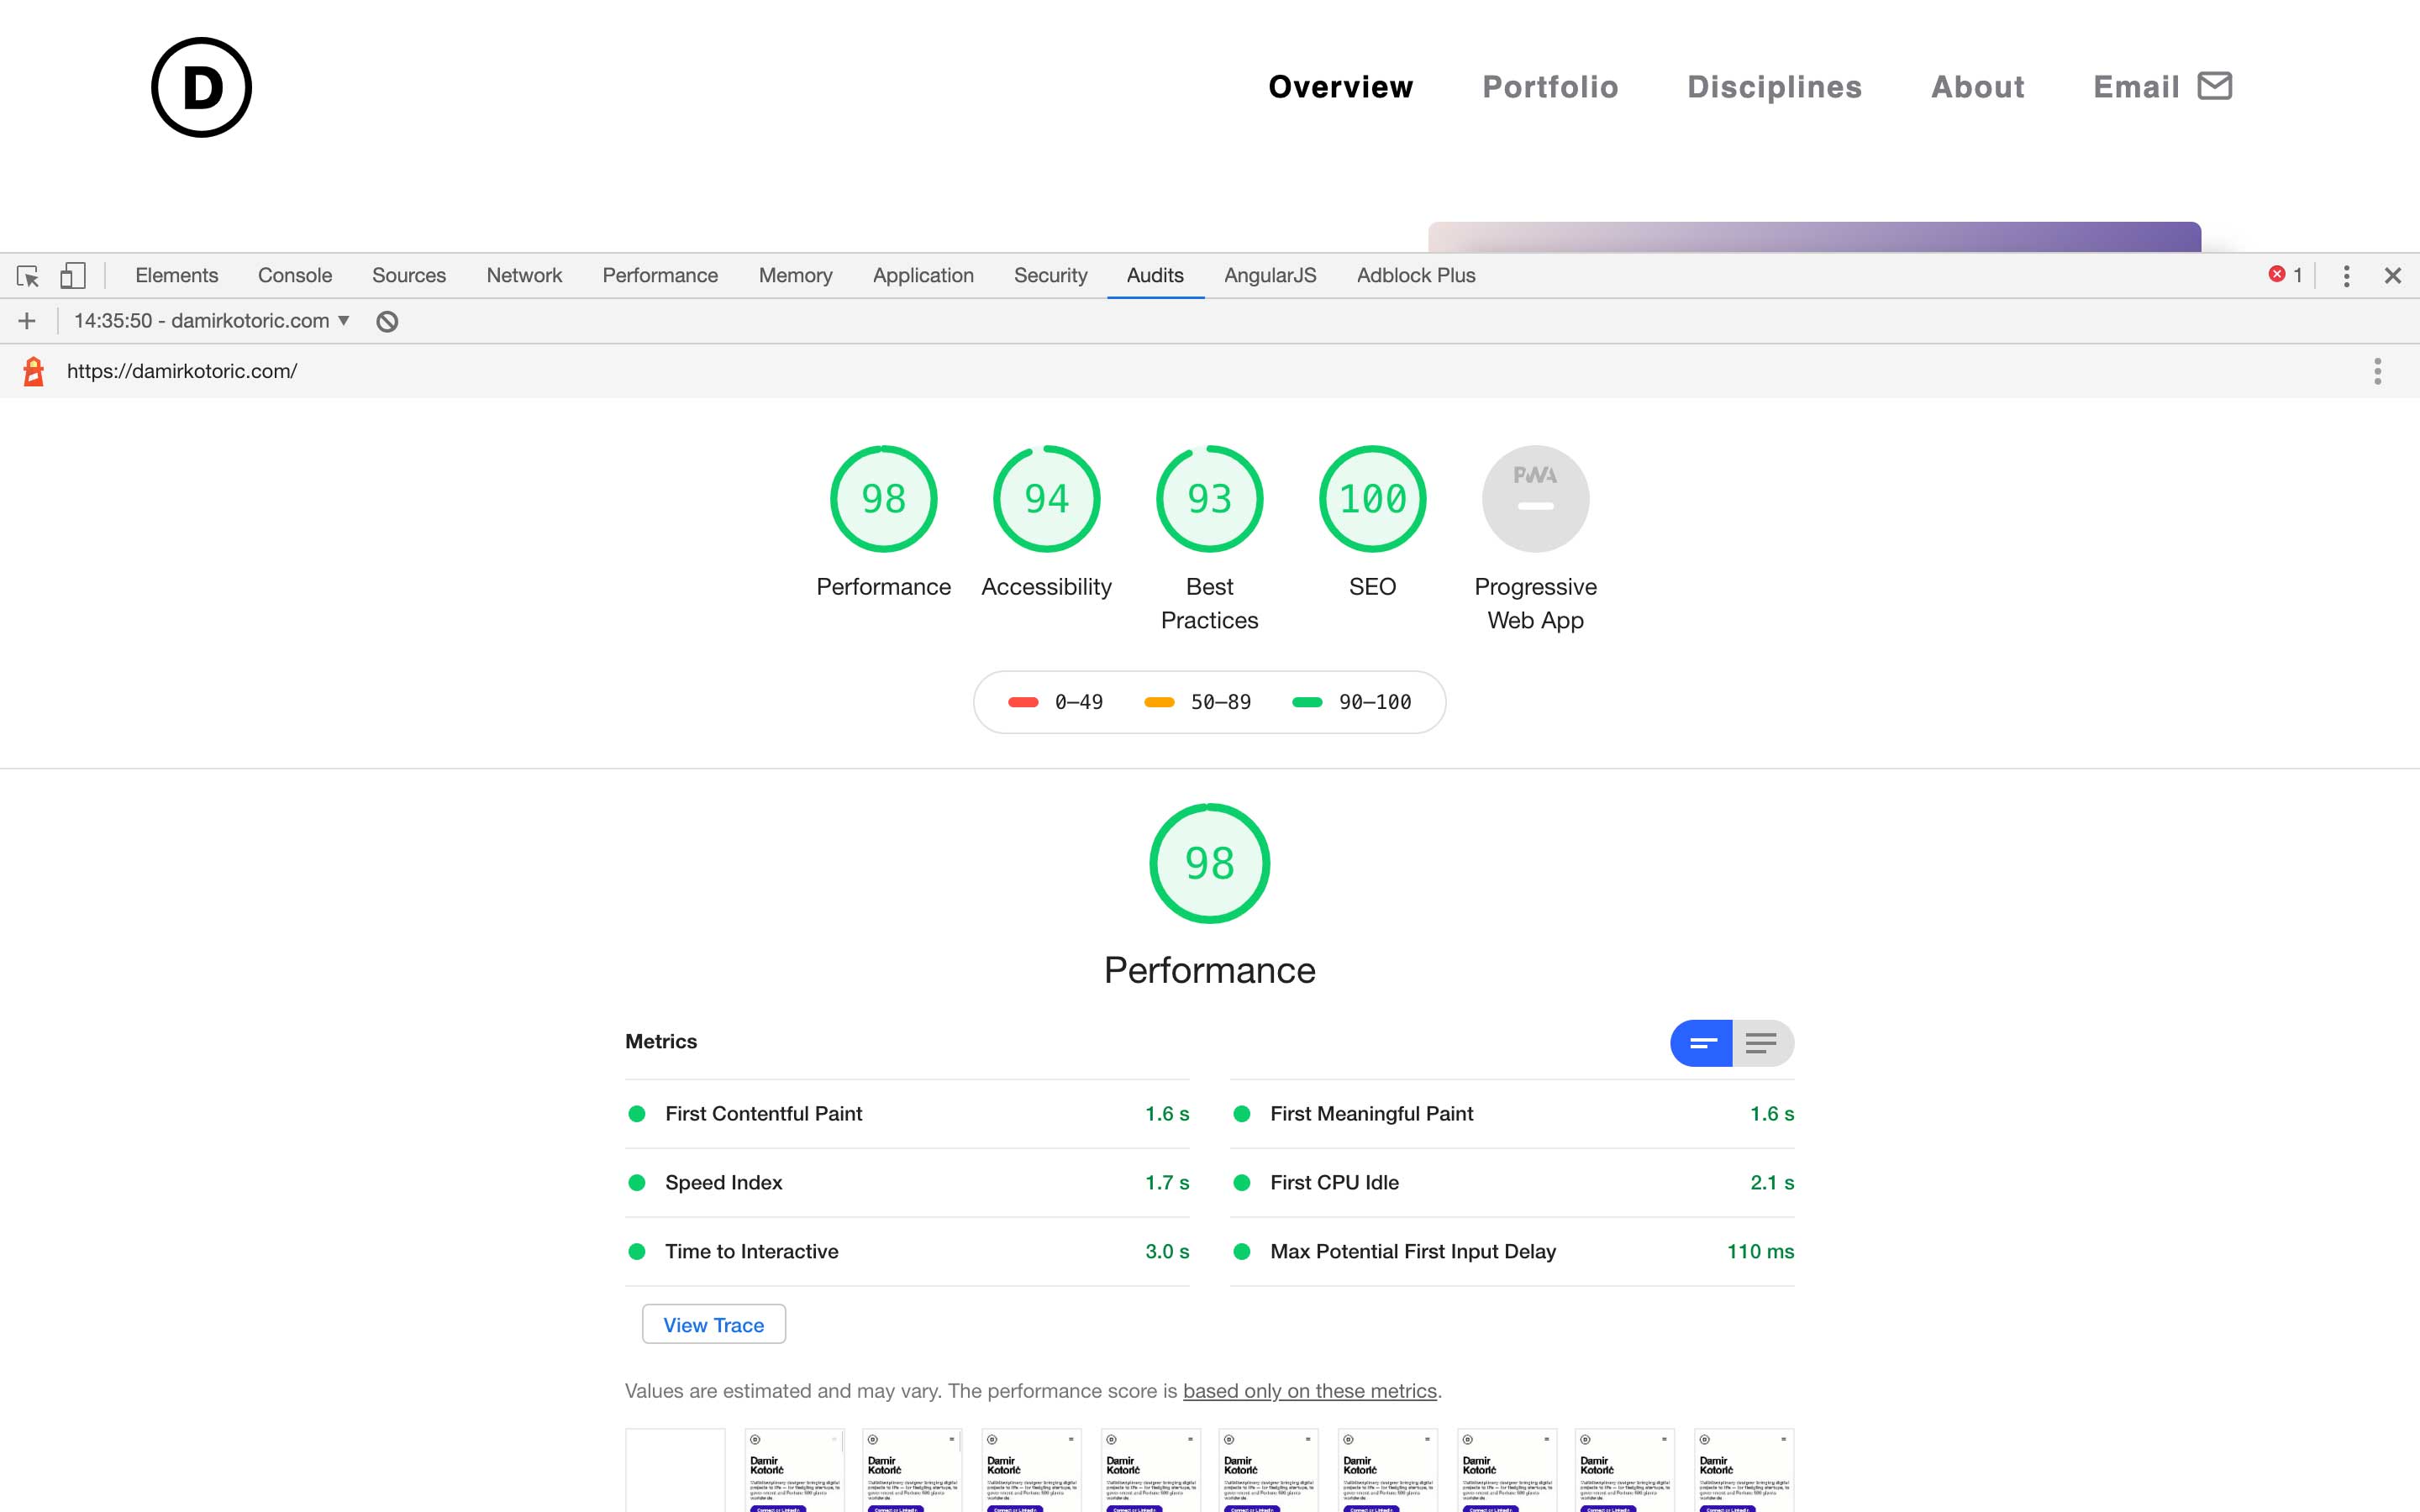 D
Overview Portfolio Disciplines About Email
Elements Console Sources Network Performance Memory Application Security Audits AngularJS Adblock Plus 1
14:35:50 - damirkotoric.com
https://damirkotoric.com/
98 94 93 100 PWA
Performance Accessibility Best Practices SEO Progressive Web App
0–49 50–89 90–100
98
Performance
Metrics
First Contentful Paint 1.6 s First Meaningful Paint 1.6 s
Speed Index 1.7 s First CPU Idle 2.1 s
Time to Interactive 3.0 s Max Potential First Input Delay 110 ms
View Trace
Values are estimated and may vary. The performance score is based only on these metrics.
Damir Damir Damir Damir Damir Damir Damir Damir Damir
Kotorić Kotorić Kotorić Kotorić Kotorić Kotorić Kotorić Kotorić Kotorić